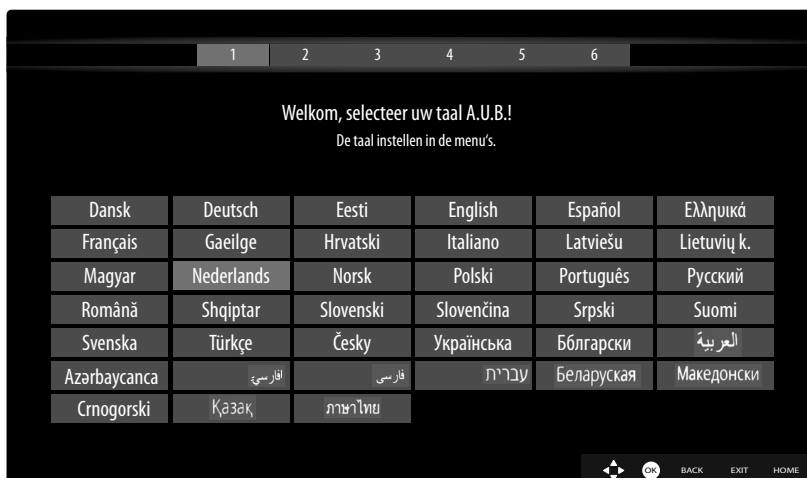 1 2 3 4 5 6
Welkom, selecteer uw taal A.U.B.!
De taal instellen in de menu's.
Dansk Deutsch Eesti English Español Ελληνικά
Français Gaeilge Hrvatski Italiano Latviešu Lietuvių k.
Magyar Nederlands Norsk Polski Português Русский
Română Shqiptar Slovenski Slovenčina Srpski Suomi
Svenska Türkçe Česky Українська Бблгарски العربية
Azərbaycanca فارسی עברית Беларуская Македонски
Crnogorski Қазақ ภาษาไทย
OK BACK EXIT HOME